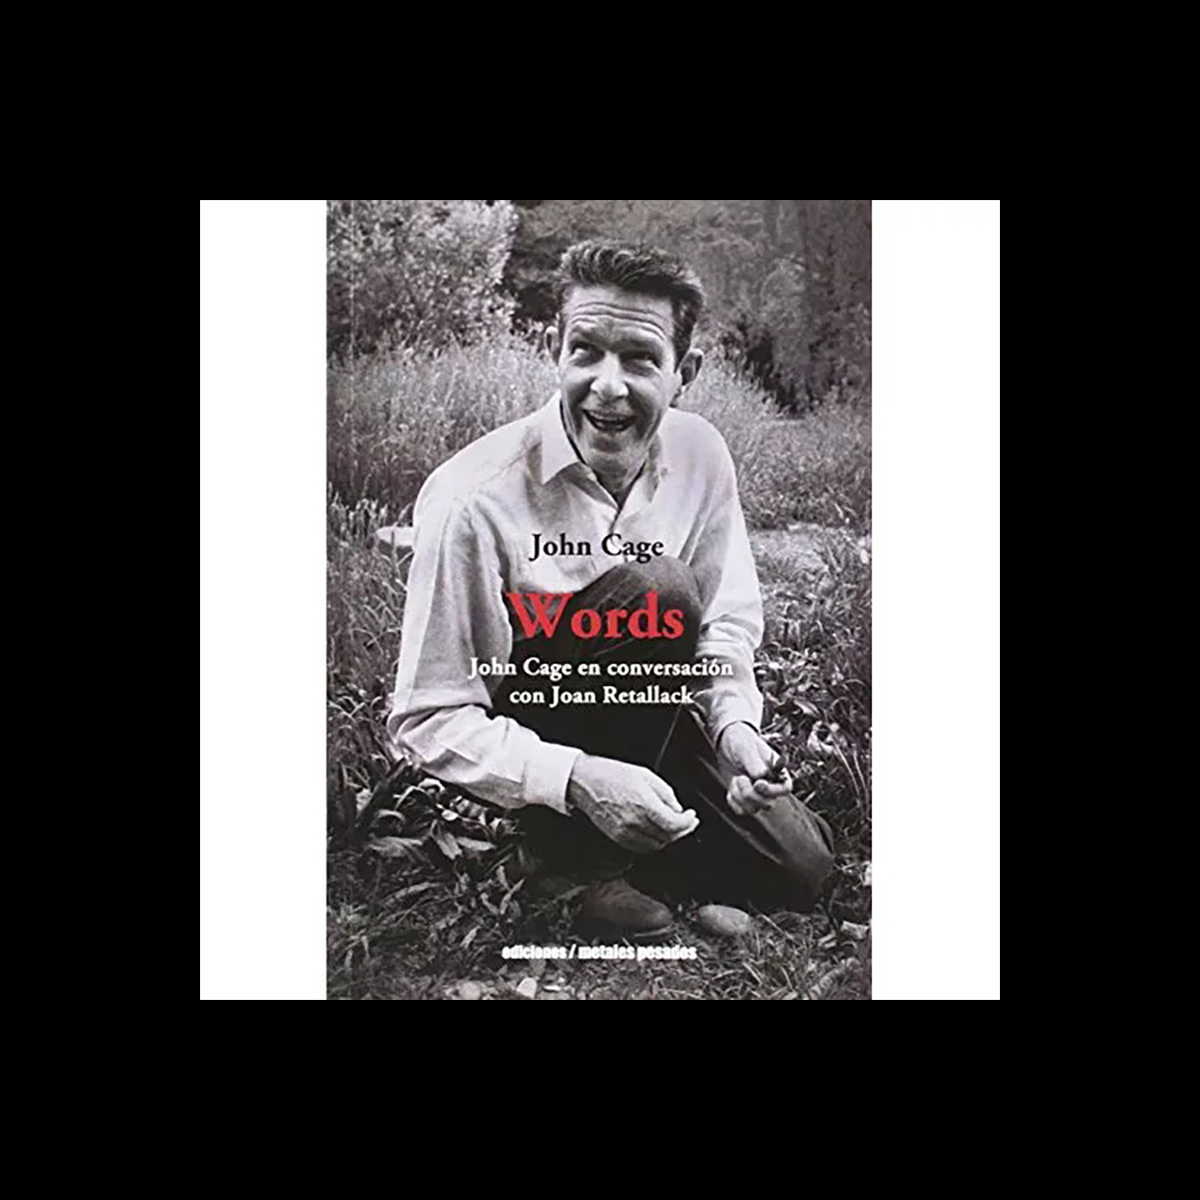 John Cage
Words
John Cage en conversación
con Joan Retallack
ediciones / metales pesados